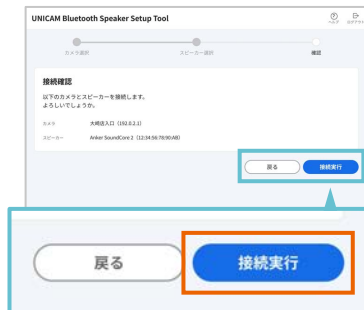 UNICAM Bluetooth Speaker Setup Tool
ヘルプ
ログアウト
カメラ選択
スピーカー選択
確認
接続確認
以下のカメラとスピーカーを接続します。
よろしいでしょうか。
カメラ 大崎店入口（192.0.2.1）
スピーカー Anker SoundCore 2（12:34:56:78:90:AB）
戻る 接続実行
戻る 接続実行